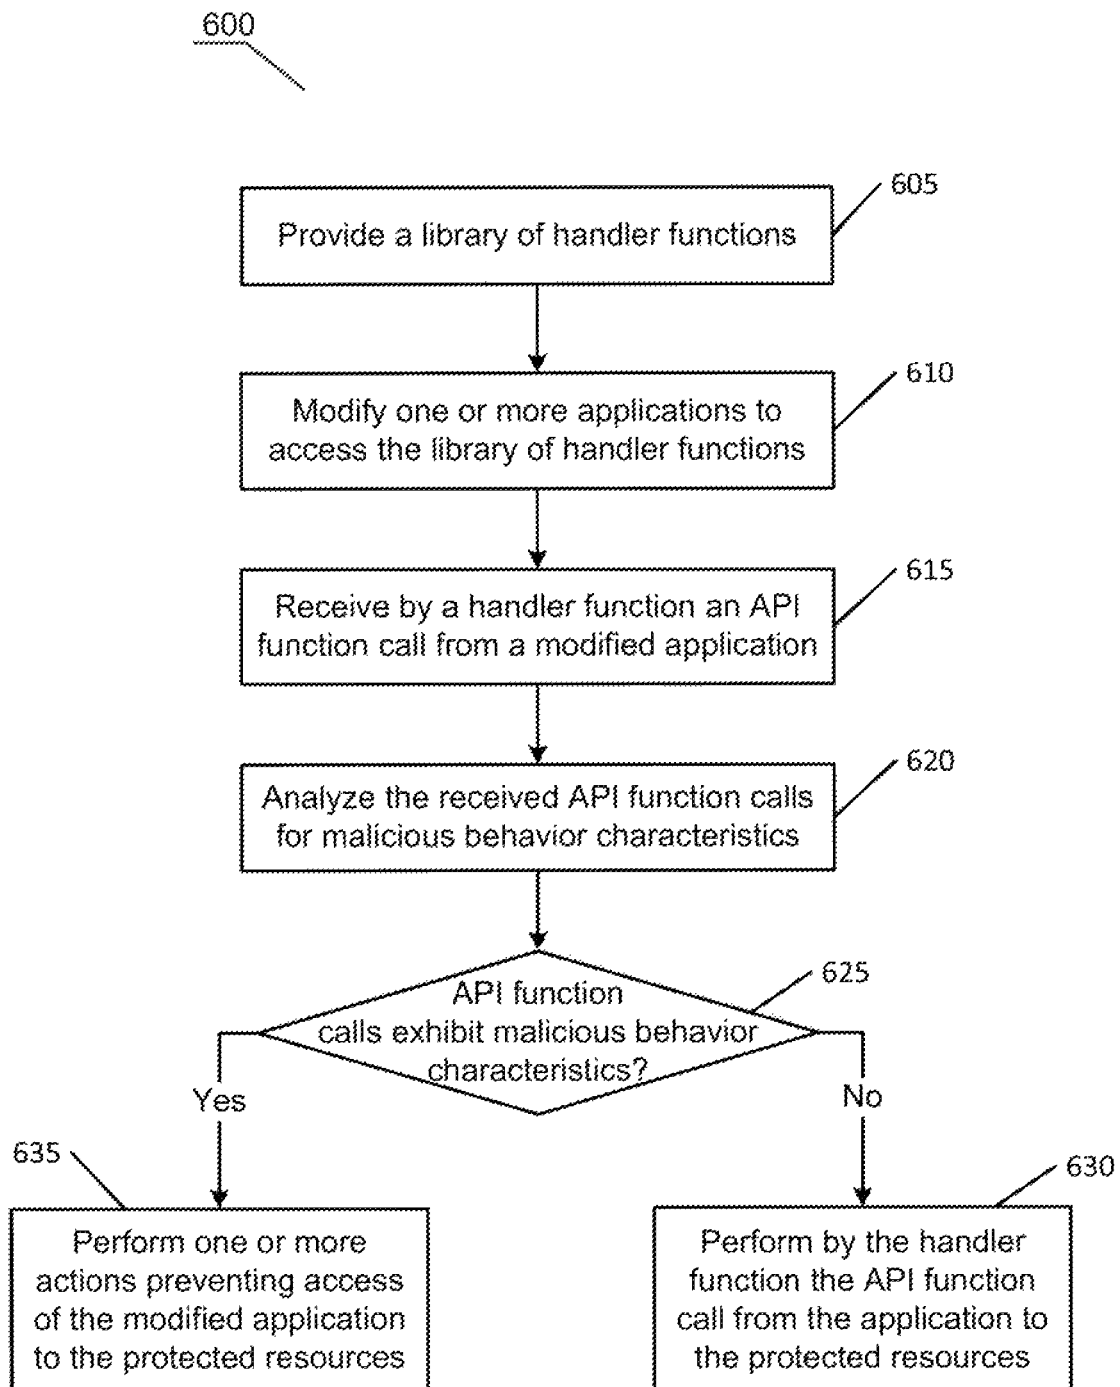 600
605
Provide a library of handler functions
610
Modify one or more applications to
access the library of handler functions
615
Receive by a handler function an API
function call from a modified application
620
Analyze the received API function calls
for malicious behavior characteristics
625
API function
calls exhibit malicious behavior
characteristics?
Yes
No
635
630
Perform one or more
actions preventing access
of the modified application
to the protected resources
Perform by the handler
function the API function
call from the application to
the protected resources